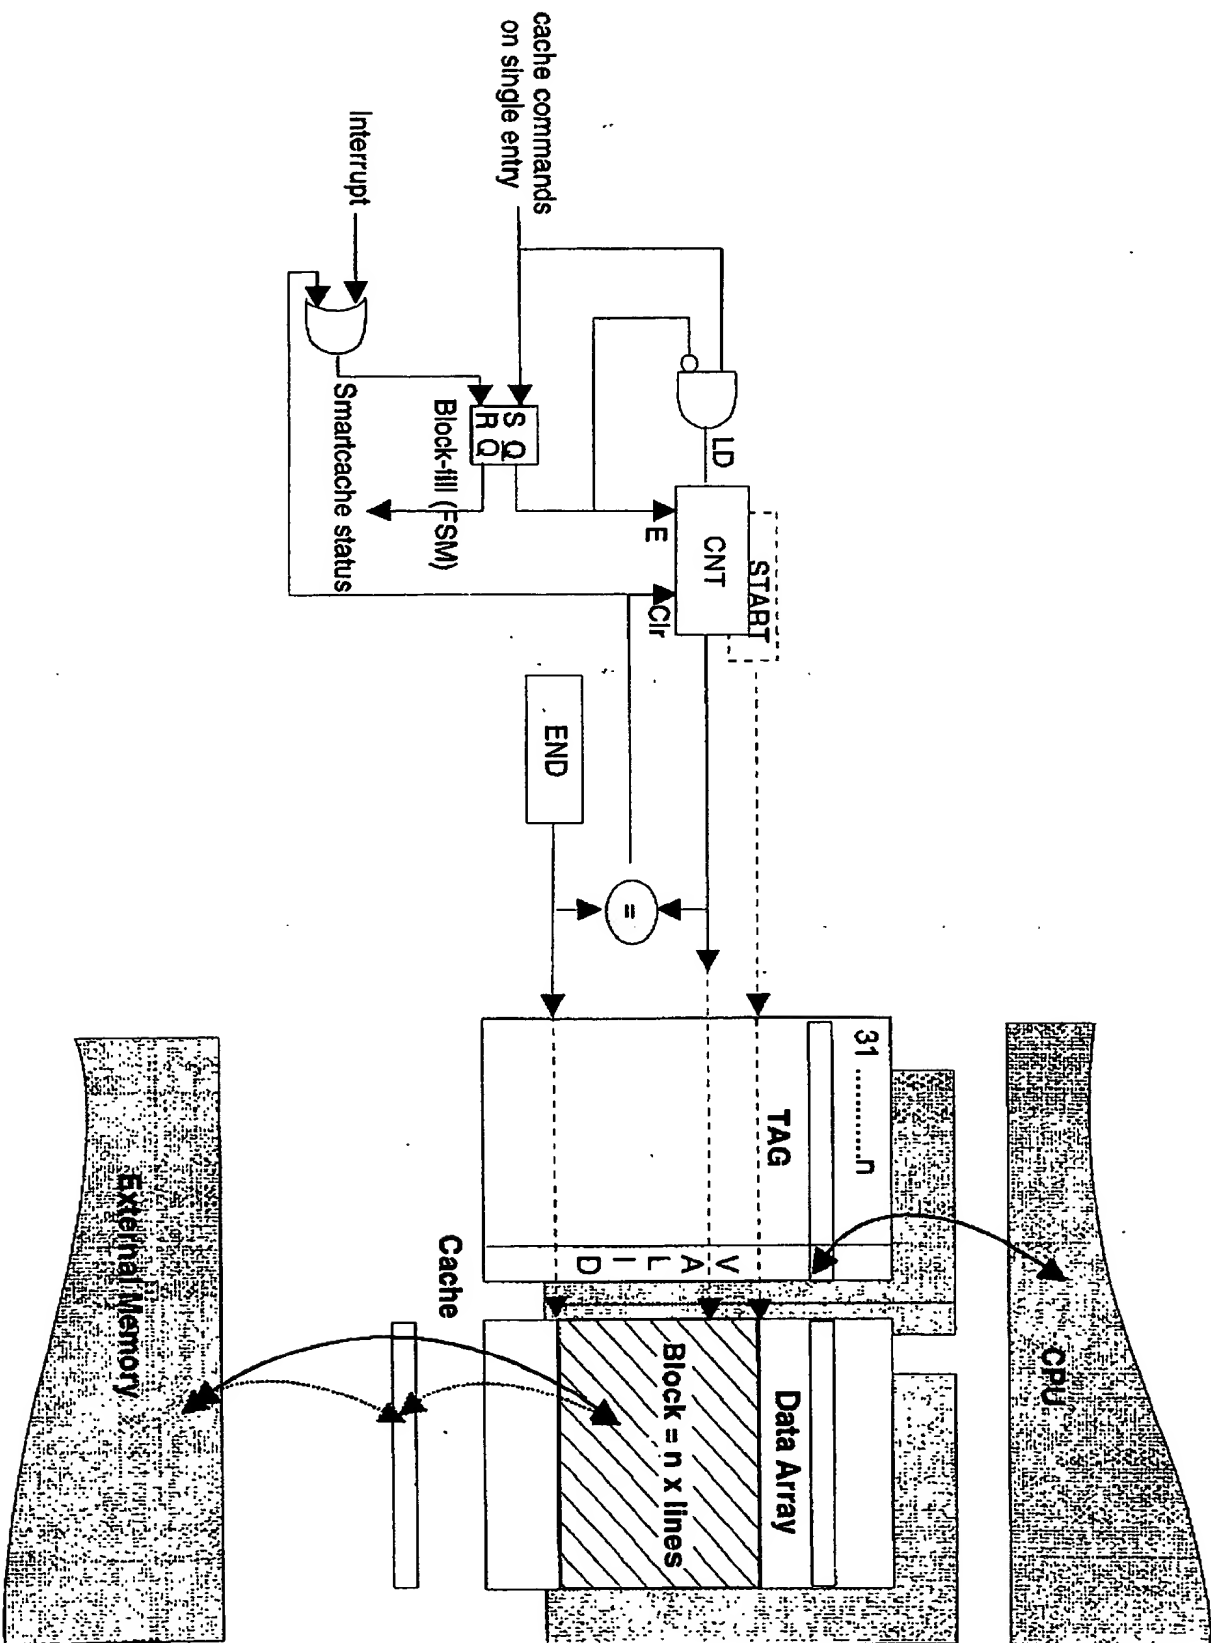 cache commands
on single entry
Interrupt
LD
START
CNT
E
Clr
S Q
R Q
Block-fill (FSM)
Smartcache status
END
=
CPU
31 ..........n
TAG
VALID
Data Array
Block = n x lines
Cache
External Memory